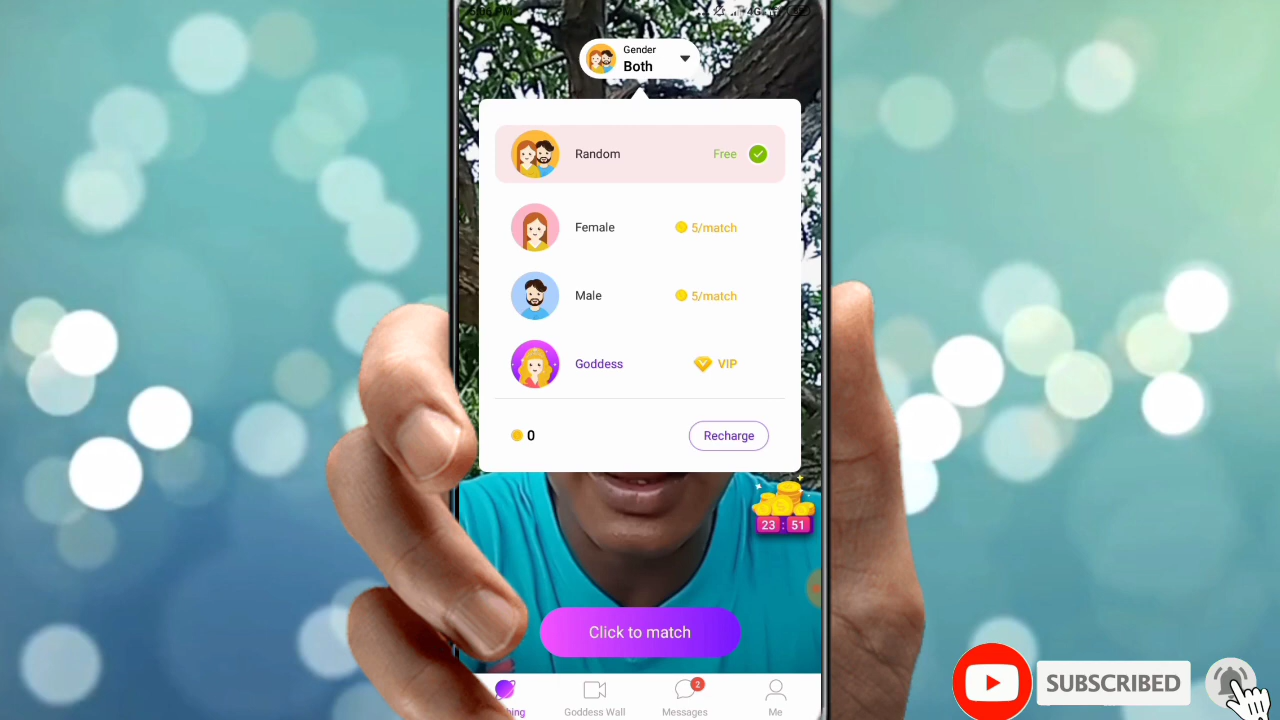 4G
Gender
Both
Random
Free
Female
5/match
Male
5/match
Goddess
VIP
0
Recharge
23 : 51
Click to match
2
Goddess Wall
Messages
Me
SUBSCRIBED